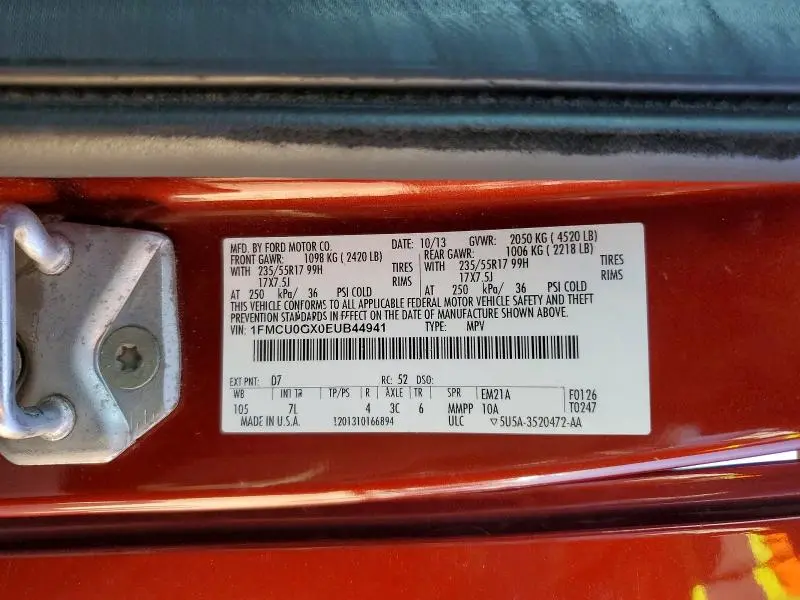 MFD. BY FORD MOTOR CO. DATE: 10/13 GVWR: 2050 KG ( 4520 LB)
FRONT GAWR: 1098 KG ( 2420 LB) REAR GAWR: 1006 KG ( 2218 LB)
WITH 235/55R17 99H TIRES WITH 235/55R17 99H TIRES
17X7.5J RIMS 17X7.5J RIMS
AT 250 kPa/ 36 PSI COLD AT 250 kPa/ 36 PSI COLD
THIS VEHICLE CONFORMS TO ALL APPLICABLE FEDERAL MOTOR VEHICLE SAFETY AND THEFT
PREVENTION STANDARDS IN EFFECT ON THE DATE OF MANUFACTURE SHOWN ABOVE.
VIN: 1FMCU0GX0EUB44941 TYPE: MPV
EXT PNT: D7 RC: 52 DSO:
WB INT TR TP/PS R AXLE TR SPR EM21A F0126
105 7L 4 3C 6 MMPP 10A T0247
MADE IN U.S.A. 1201310166894 ULC ▽5U5A-3520472-AA